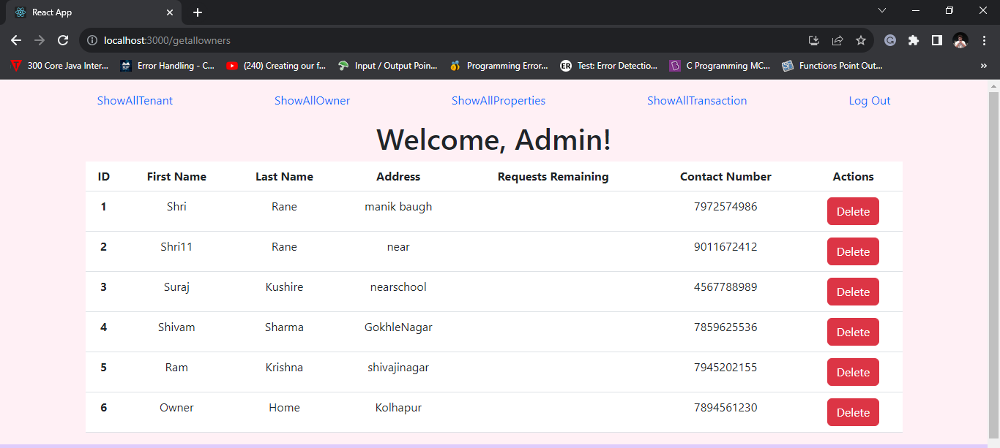 React App
localhost:3000/getallowners
300 Core Java Inter... Error Handling - C... (240) Creating our f... Input / Output Poin... Programming Error... ER Test: Error Detectio... C Programming MC... Functions Point Out... »
ShowAllTenant ShowAllOwner ShowAllProperties ShowAllTransaction Log Out
Welcome, Admin!
ID First Name Last Name Address Requests Remaining Contact Number Actions
1 Shri Rane manik baugh 7972574986 Delete
2 Shri11 Rane near 9011672412 Delete
3 Suraj Kushire nearschool 4567788989 Delete
4 Shivam Sharma GokhleNagar 7859625536 Delete
5 Ram Krishna shivajinagar 7945202155 Delete
6 Owner Home Kolhapur 7894561230 Delete